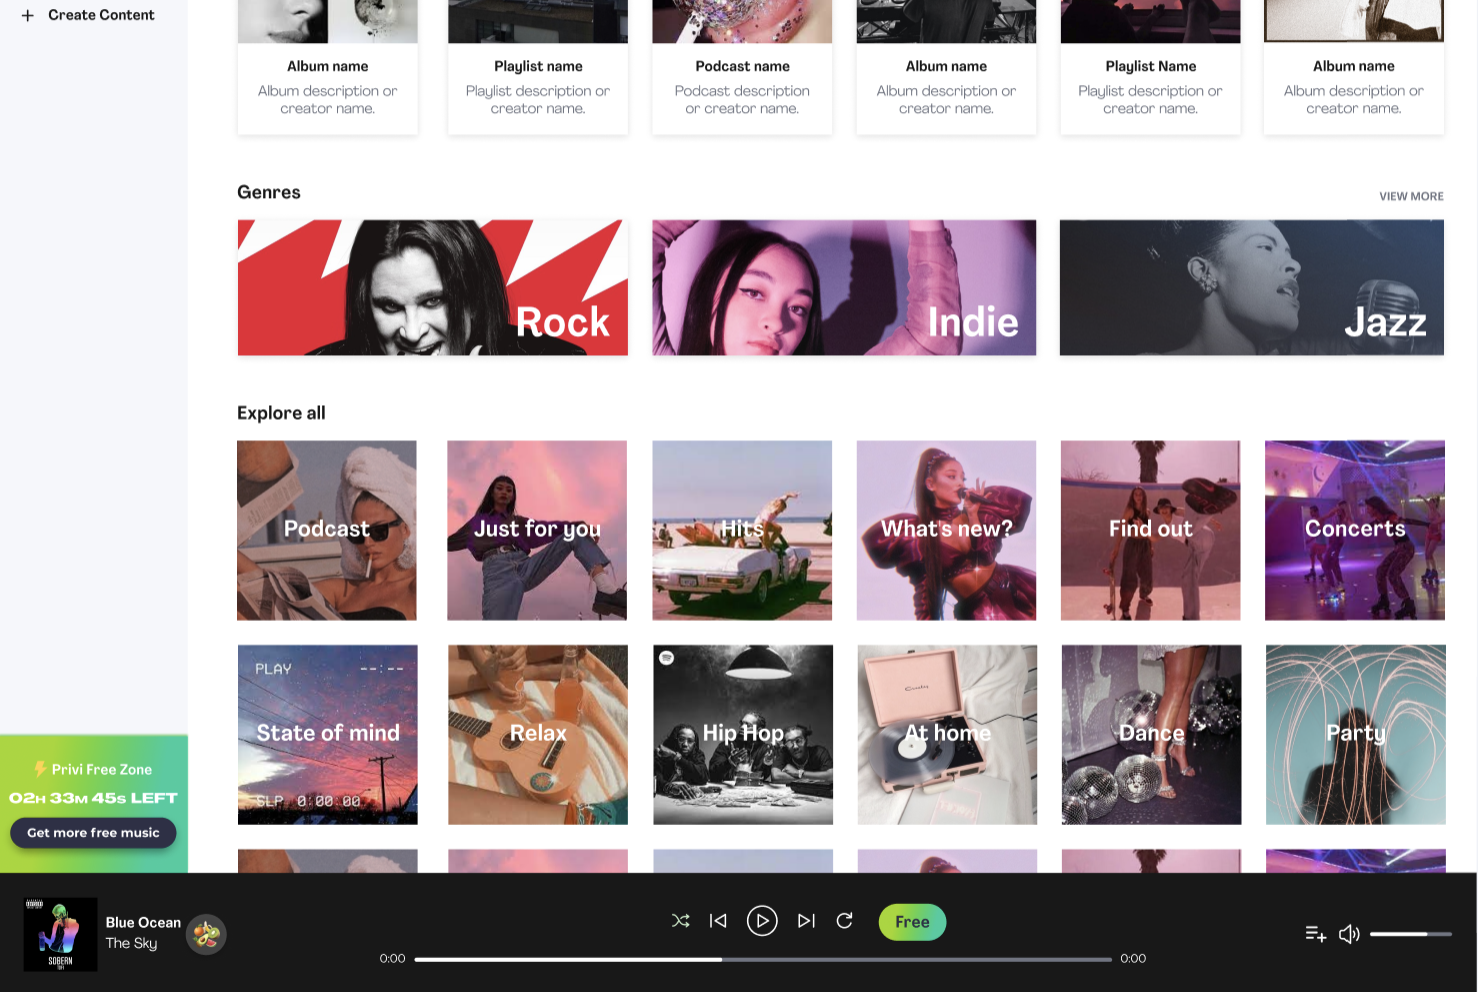 Create Content
Album name
Album description or
creator name.
Playlist name
Playlist description or
creator name.
Podcast name
Podcast description
or creator name.
Album name
Album description or
creator name.
Playlist Name
Playlist description or
creator name.
Album name
Album description or
creator name.
Genres
VIEW MORE
Rock
Indie
Jazz
Explore all
Podcast
Just for you
Hits
What's new?
Find out
Concerts
PLAY --:--
State of mind
SLP 0:00:00
Relax
Hip Hop
At home
Dance
Party
Privi Free Zone
02H 33M 45S LEFT
Get more free music
SOBERN
Blue Ocean
The Sky
Free
0:00
0:00